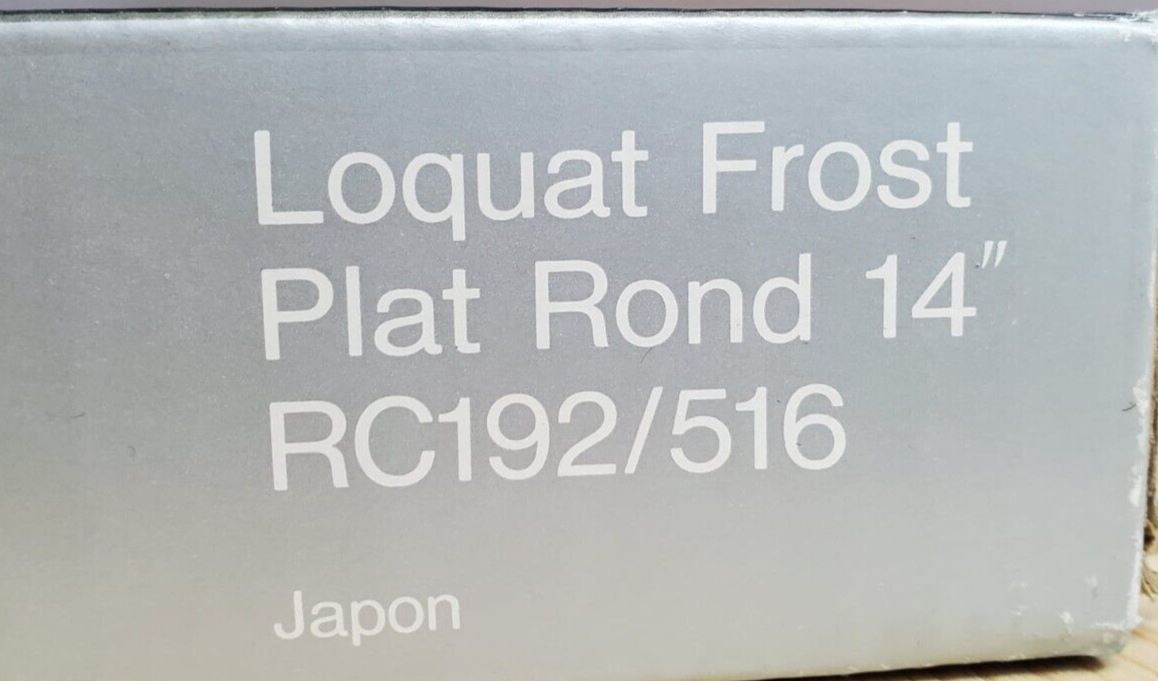 Loquat Frost
Plat Rond 14"
RC192/516
Japon